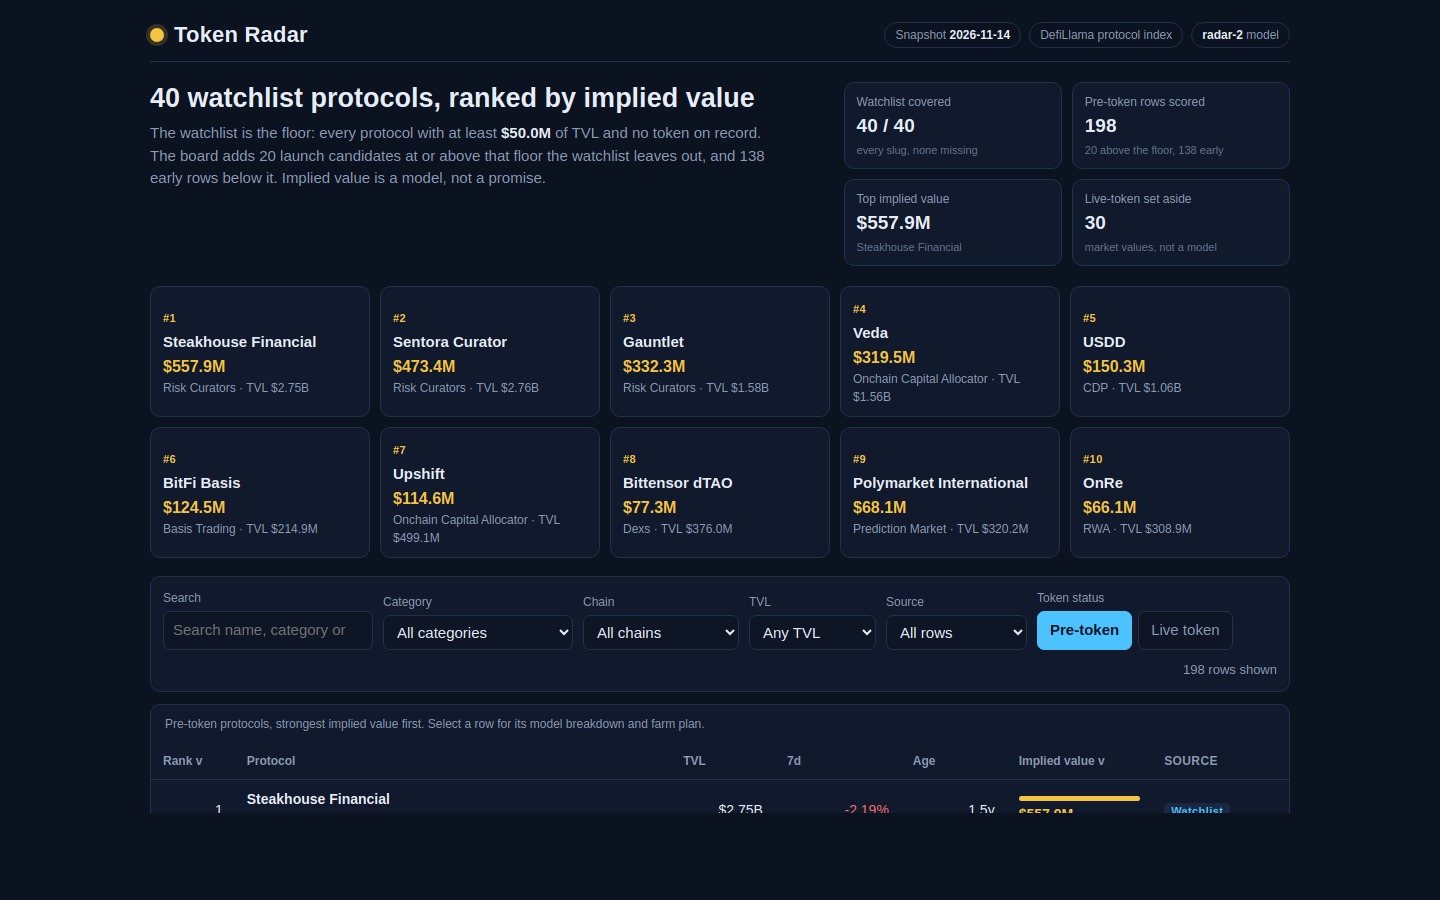 Token Radar
Snapshot 2026-11-14
DefiLlama protocol index
radar-2 model
40 watchlist protocols, ranked by implied value
The watchlist is the floor: every protocol with at least $50.0M of TVL and no token on record.
The board adds 20 launch candidates at or above that floor the watchlist leaves out, and 138
early rows below it. Implied value is a model, not a promise.
Watchlist covered
40 / 40
every slug, none missing
Pre-token rows scored
198
20 above the floor, 138 early
Top implied value
$557.9M
Steakhouse Financial
Live-token set aside
30
market values, not a model
#1
Steakhouse Financial
$557.9M
Risk Curators · TVL $2.75B
#2
Sentora Curator
$473.4M
Risk Curators · TVL $2.76B
#3
Gauntlet
$332.3M
Risk Curators · TVL $1.58B
#4
Veda
$319.5M
Onchain Capital Allocator · TVL
$1.56B
#5
USDD
$150.3M
CDP · TVL $1.06B
#6
BitFi Basis
$124.5M
Basis Trading · TVL $214.9M
#7
Upshift
$114.6M
Onchain Capital Allocator · TVL
$499.1M
#8
Bittensor dTAO
$77.3M
Dexs · TVL $376.0M
#9
Polymarket International
$68.1M
Prediction Market · TVL $320.2M
#10
OnRe
$66.1M
RWA · TVL $308.9M
Search
Search name, category or
Category
All categories
Chain
All chains
TVL
Any TVL
Source
All rows
Token status
Pre-token
Live token
198 rows shown
Pre-token protocols, strongest implied value first. Select a row for its model breakdown and farm plan.
Rank v
Protocol
TVL
7d
Age
Implied value v
SOURCE
1
Steakhouse Financial
$2.75B
-2.19%
1.5y
$557.9M
Watchlist